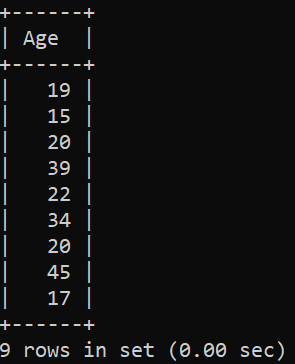 +------+
| Age  |
+------+
|   19 |
|   15 |
|   20 |
|   39 |
|   22 |
|   34 |
|   20 |
|   45 |
|   17 |
+------+
9 rows in set (0.00 sec)